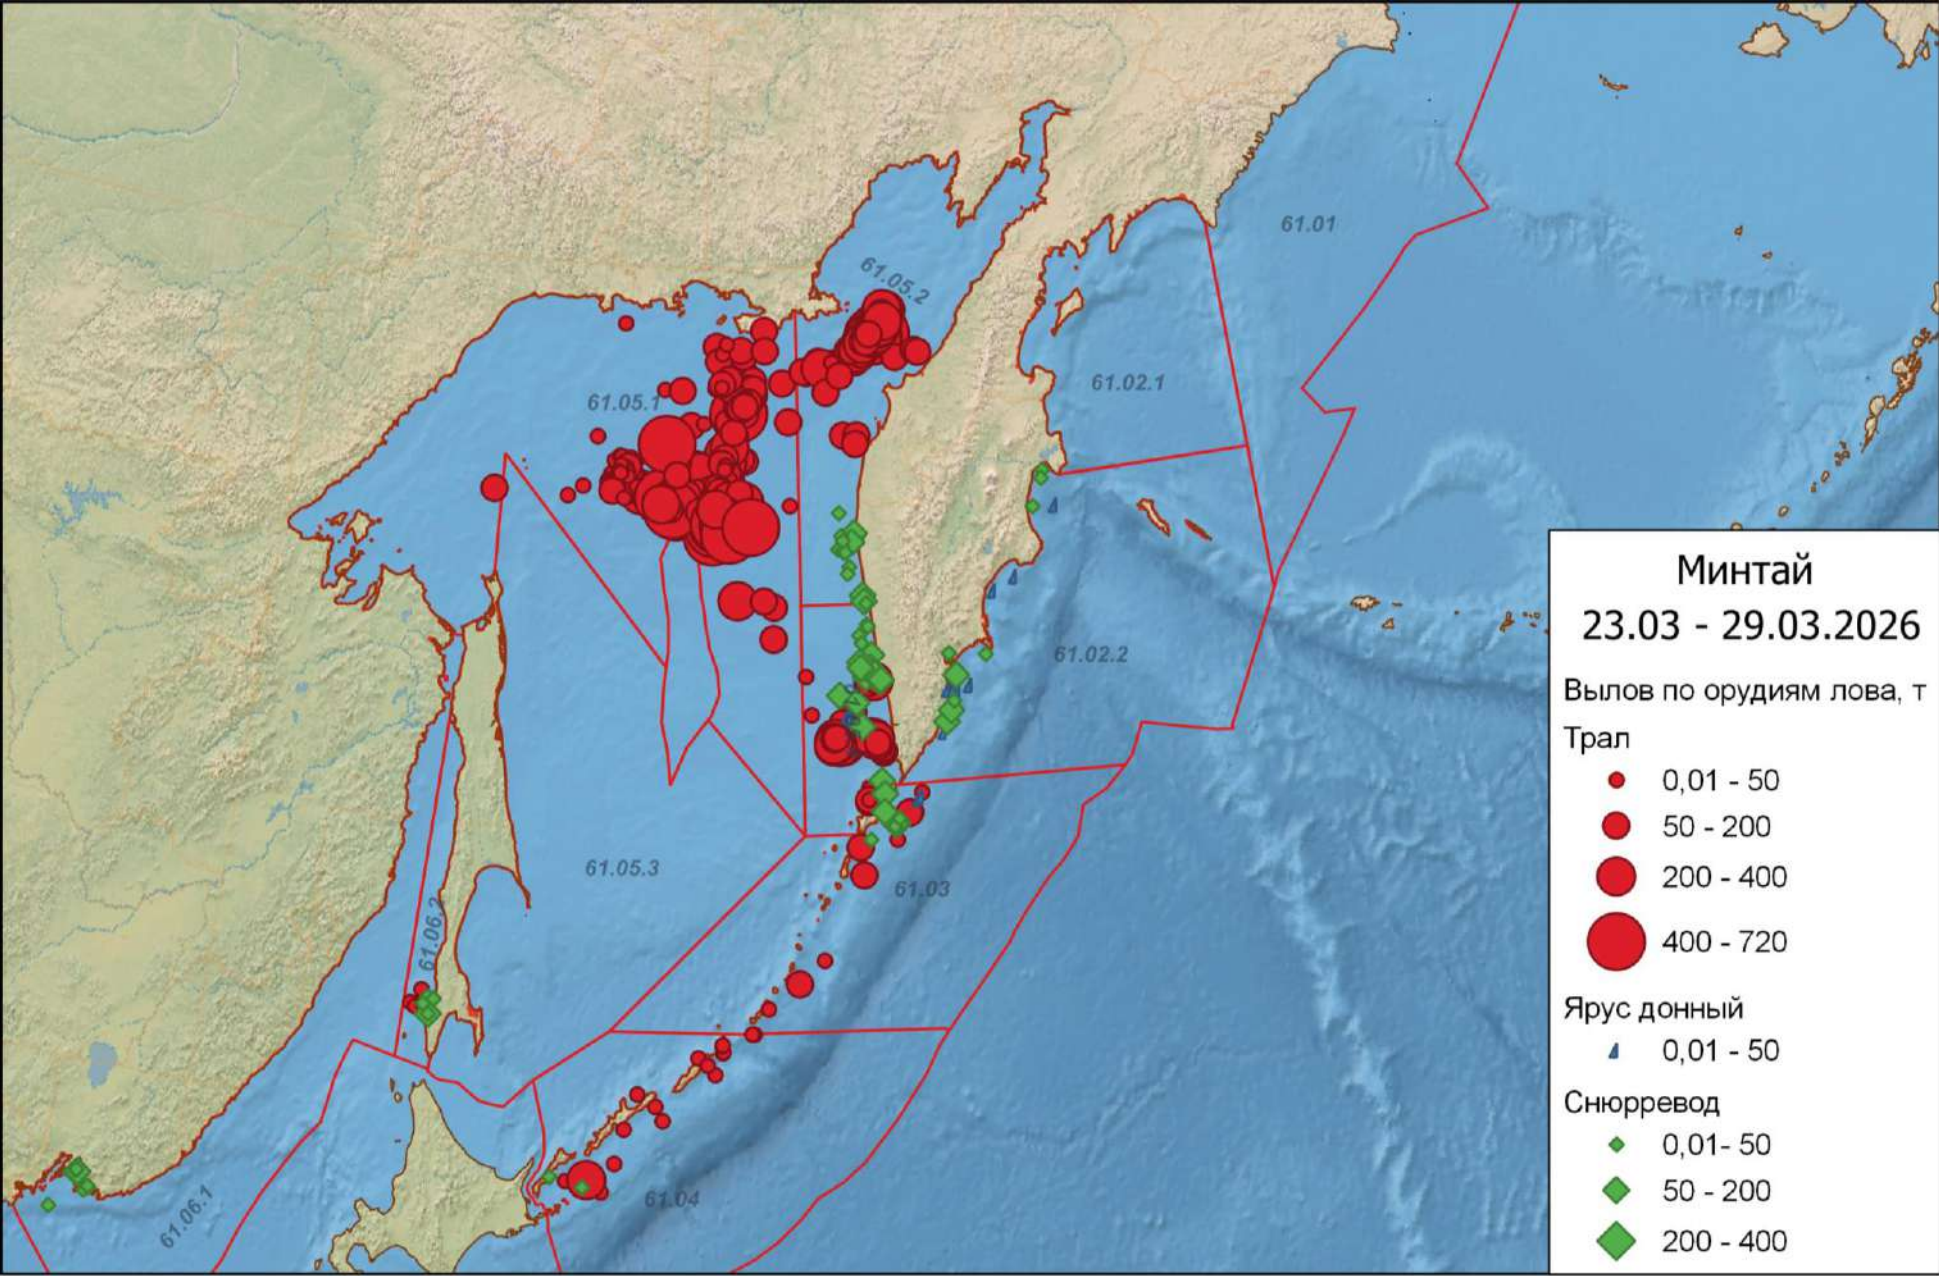 61.01
61.05.2
61.02.1
61.05.1
61.02.2
61.05.3
61.03
61.06.2
61.04
61.06.1
Минтай
23.03 - 29.03.2026
Вылов по орудиям лова, т
Трал
0,01 - 50
50 - 200
200 - 400
400 - 720
Ярус донный
0,01 - 50
Снюрревод
0,01- 50
50 - 200
200 - 400